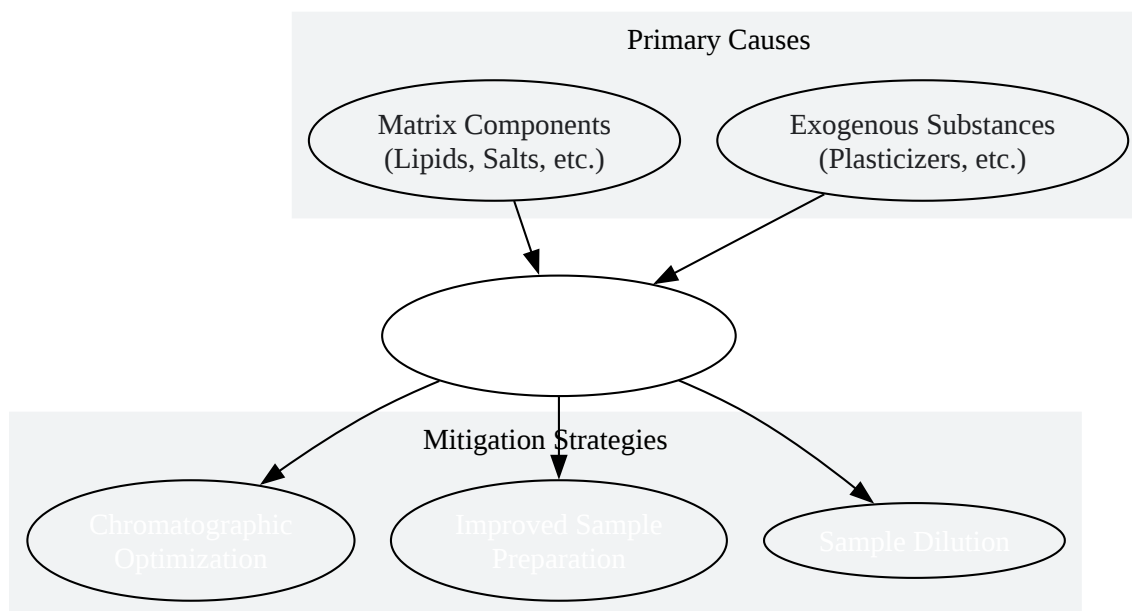 Primary Causes
Matrix Components
(Lipids, Salts, etc.)
Exogenous Substances
(Plasticizers, etc.)
Mitigation Strategies
Chromatographic
Optimization
Improved Sample
Preparation
Sample Dilution